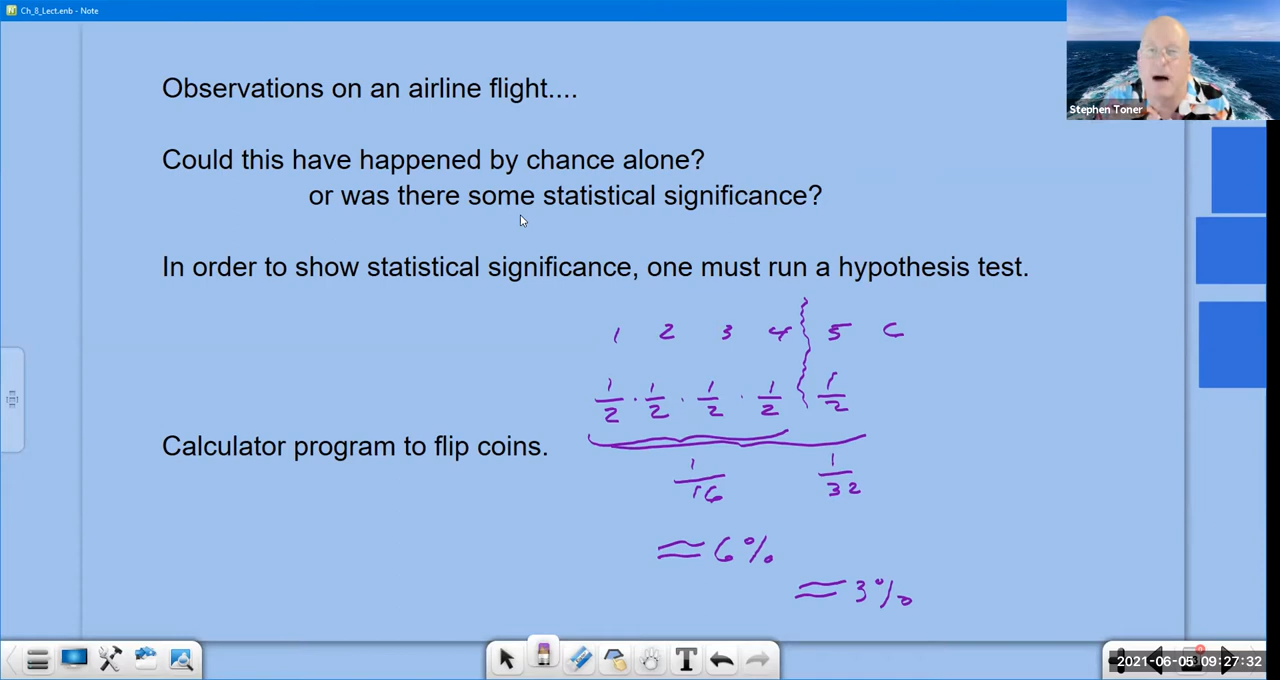 Ch_8_Lect.enb - Note
Stephen Toner
Observations on an airline flight....
Could this have happened by chance alone?
or was there some statistical significance?
In order to show statistical significance, one must run a hypothesis test.
1 2 3 4 5
1/2 · 1/2 · 1/2 · 1/2 1/2
Calculator program to flip coins.
1/16 1/32
≈ 6%
≈ 3%
T
2021-06-05 09:27:32